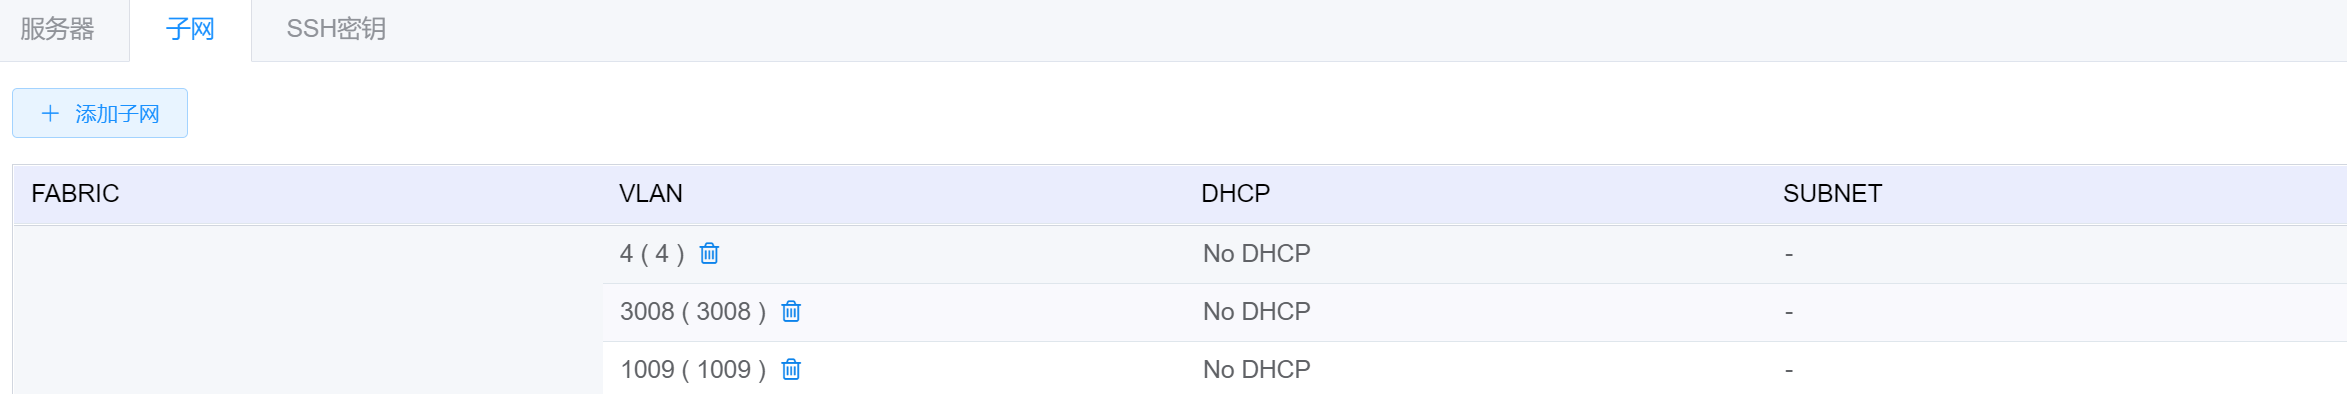 服务器 子网 SSH密钥
添加子网
FABRIC VLAN DHCP SUBNET
4 ( 4 ) No DHCP -
3008 ( 3008 ) No DHCP -
1009 ( 1009 ) No DHCP -